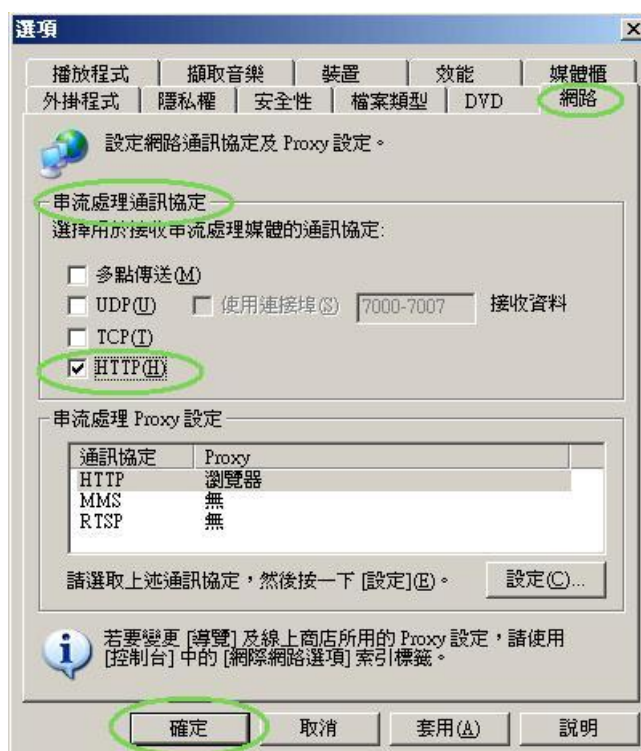 選項
播放程式 擷取音樂 裝置 效能 媒體櫃
外掛程式 隱私權 安全性 檔案類型 DVD 網路
設定網路通訊協定及 Proxy 設定。
串流處理通訊協定
選擇用於接收串流處理媒體的通訊協定:
多點傳送(M)
UDP(U) 使用連接埠(S) 7000-7007 接收資料
TCP(T)
HTTP(H)
串流處理 Proxy 設定
通訊協定 Proxy
HTTP 瀏覽器
MMS 無
RTSP 無
請選取上述通訊協定，然後按一下 [設定](E)。 設定(C)...
若要變更 [導覽] 及線上商店所用的 Proxy 設定，請使用
[控制台] 中的 [網際網路選項] 索引標籤。
確定 取消 套用(A) 說明